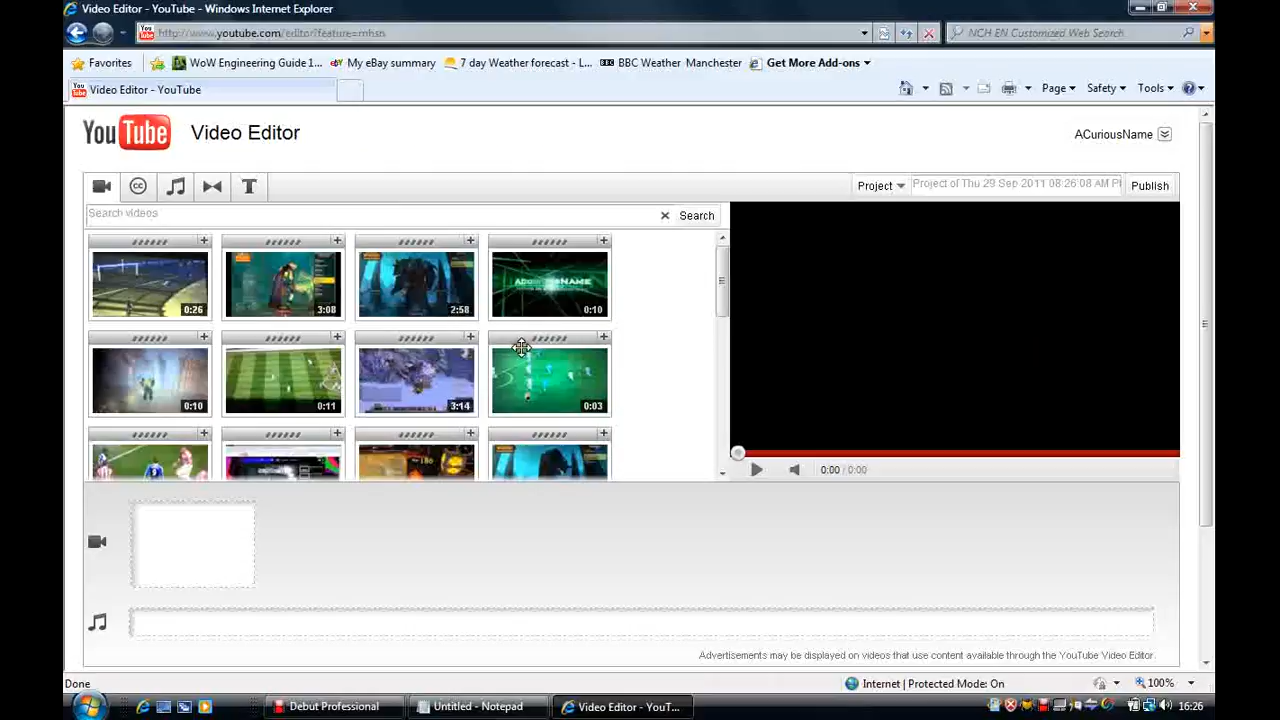 Video Editor - YouTube - Windows Internet Explorer
http://www.youtube.com/editor?feature=mhsn
NCH EN Customized Web Search
Favorites
WoW Engineering Guide 1...
My eBay summary
7 day Weather forecast - L...
BBC Weather Manchester
Get More Add-ons
Video Editor - YouTube
Page
Safety
Tools
YouTube
Video Editor
ACuriousName
Project
Project of Thu 29 Sep 2011 08:26:08 AM P
Publish
Search videos
Search
0:26
3:08
2:58
0:10
0:10
0:11
3:14
0:03
0:00 / 0:00
Advertisements may be displayed on videos that use content available through the YouTube Video Editor.
Done
Internet | Protected Mode: On
100%
Debut Professional
Untitled - Notepad
Video Editor - YouT...
16:26